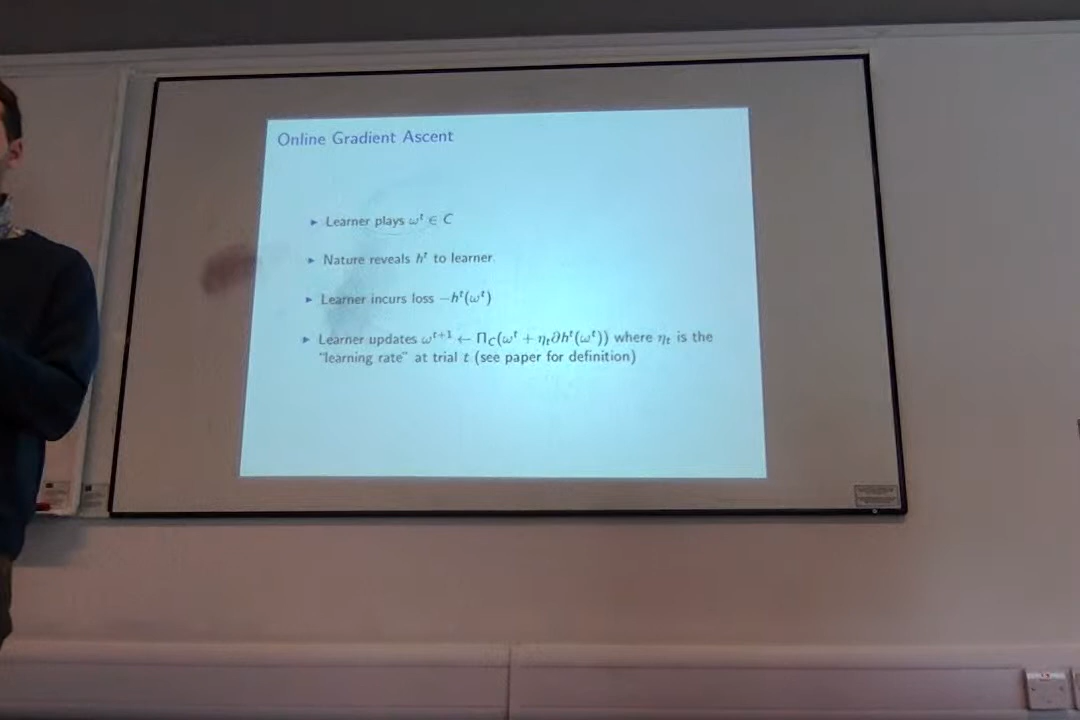 Online Gradient Ascent
▸ Learner plays ωᵗ ∈ C
▸ Nature reveals hᵗ to learner
▸ Learner incurs loss −hᵗ(ωᵗ)
▸ Learner updates ωᵗ⁺¹ ← Π_C(ωᵗ + η_t∂hᵗ(ωᵗ)) where η_t is the
"learning rate" at trial t (see paper for definition)